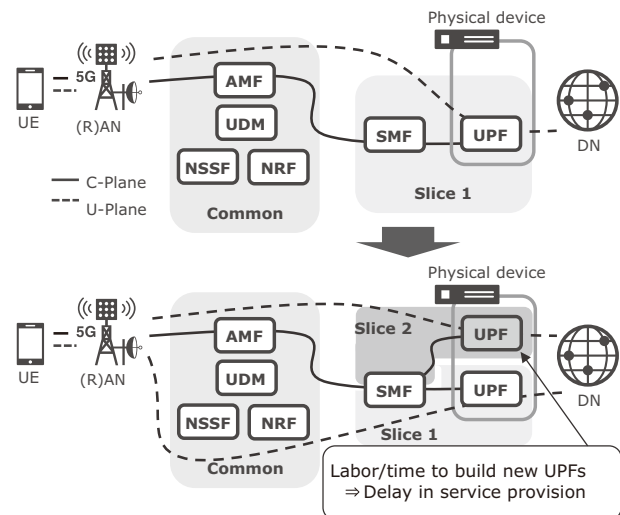 Physical device
5G
AMF
UE
(R)AN
UDM
SMF
UPF
DN
NSSF
NRF
C-Plane
U-Plane
Common
Slice 1
Physical device
5G
Slice 2
UPF
AMF
UE
(R)AN
UDM
SMF
UPF
DN
NSSF
NRF
Slice 1
Common
Labor/time to build new UPFs
⇒ Delay in service provision